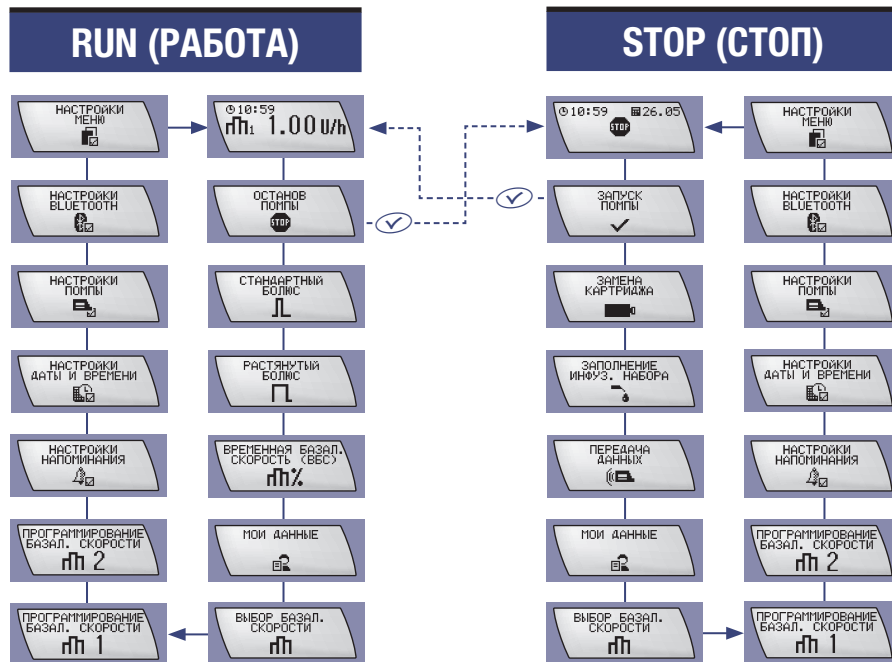 RUN (РАБОТА)
НАСТРОЙКИ
МЕНЮ
10:59
1 1.00 U/h
НАСТРОЙКИ
BLUETOOTH
ОСТАНОВ
ПОМПЫ
STOP
НАСТРОЙКИ
ПОМПЫ
СТАНДАРТНЫЙ
БОЛЮС
НАСТРОЙКИ
ДАТЫ И ВРЕМЕНИ
РАСТЯНУТЫЙ
БОЛЮС
НАСТРОЙКИ
НАПОМИНАНИЯ
ВРЕМЕННАЯ БАЗАЛ.
СКОРОСТЬ (ВБС)
%
ПРОГРАММИРОВАНИЕ
БАЗАЛ. СКОРОСТИ
2
МОИ ДАННЫЕ
ПРОГРАММИРОВАНИЕ
БАЗАЛ. СКОРОСТИ
1
ВЫБОР БАЗАЛ.
СКОРОСТИ
STOP (СТОП)
10:59 26.05
STOP
НАСТРОЙКИ
МЕНЮ
ЗАПУСК
ПОМПЫ
НАСТРОЙКИ
BLUETOOTH
ЗАМЕНА
КАРТРИДЖА
НАСТРОЙКИ
ПОМПЫ
ЗАПОЛНЕНИЕ
ИНФУЗ. НАБОРА
НАСТРОЙКИ
ДАТЫ И ВРЕМЕНИ
ПЕРЕДАЧА
ДАННЫХ
НАСТРОЙКИ
НАПОМИНАНИЯ
МОИ ДАННЫЕ
ПРОГРАММИРОВАНИЕ
БАЗАЛ. СКОРОСТИ
2
ВЫБОР БАЗАЛ.
СКОРОСТИ
ПРОГРАММИРОВАНИЕ
БАЗАЛ. СКОРОСТИ
1